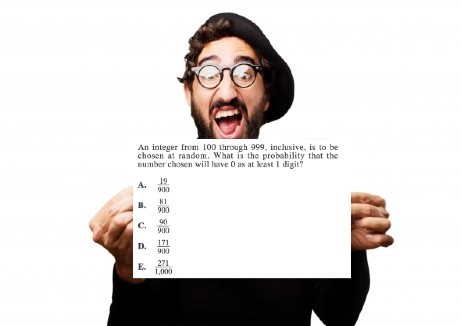 An integer from 100 through 999, inclusive, is to be
chosen at random. What is the probability that the
number chosen will have 0 as at least 1 digit?
A. 19/900
B. 81/900
C. 90/900
D. 171/900
E. 271/1,000